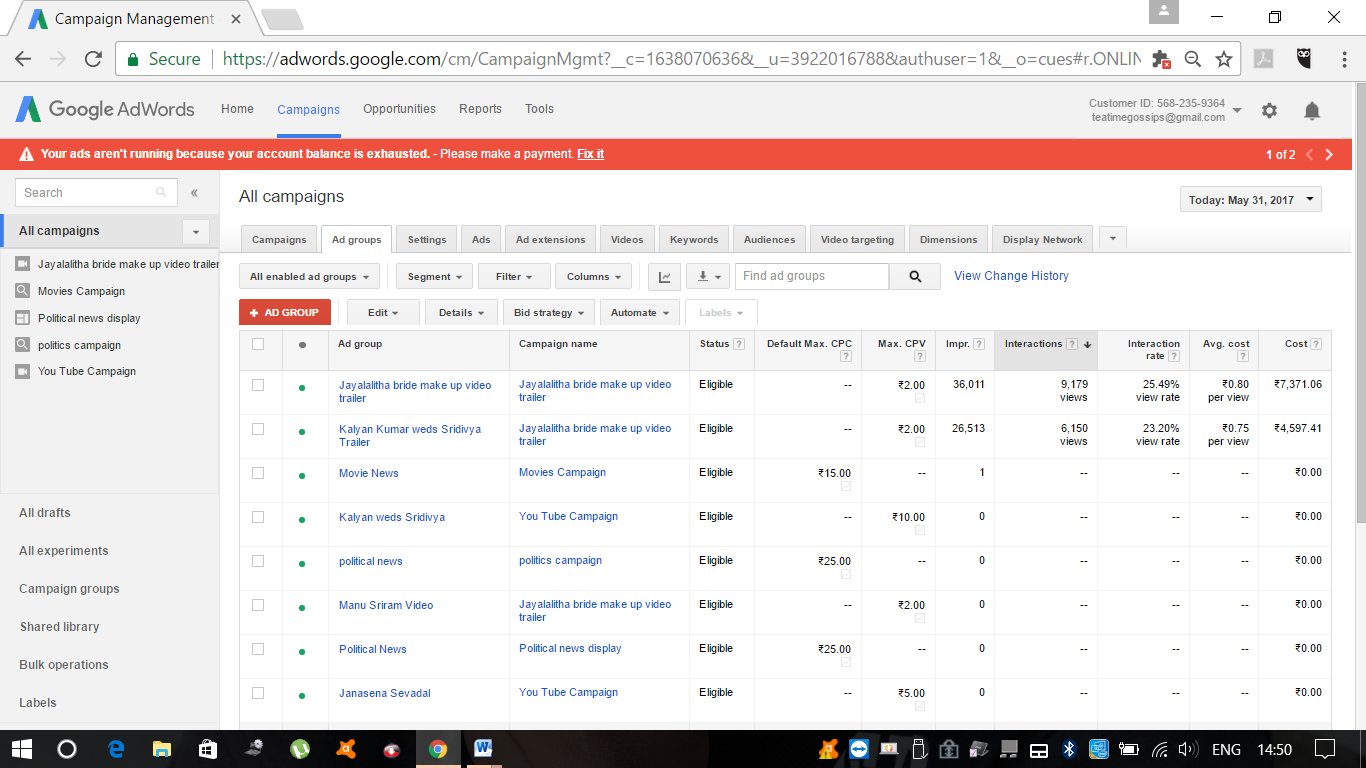 Campaign Management
Secure https://adwords.google.com/cm/CampaignMgmt?__c=1638070636&__u=3922016788&authuser=1&__o=cues#r.ONLIN
Google AdWords Home Campaigns Opportunities Reports Tools
Customer ID: 568-235-9364
teatimegossips@gmail.com
Your ads aren't running because your account balance is exhausted. - Please make a payment. Fix it 1 of 2
Search «
All campaigns
Jayalalitha bride make up video trailer
Movies Campaign
Political news display
politics campaign
You Tube Campaign
All drafts
All experiments
Campaign groups
Shared library
Bulk operations
Labels
All campaigns
Today: May 31, 2017
Campaigns Ad groups Settings Ads Ad extensions Videos Keywords Audiences Video targeting Dimensions Display Network
All enabled ad groups Segment Filter Columns Find ad groups View Change History
+ AD GROUP Edit Details Bid strategy Automate Labels
Ad group Campaign name Status ? Default Max. CPC ? Max. CPV ? Impr. ? Interactions ? Interaction rate ? Avg. cost ? Cost ?
Jayalalitha bride make up video trailer Jayalalitha bride make up video trailer Eligible -- ₹2.00 36,011 9,179 views 25.49% view rate ₹0.80 per view ₹7,371.06
Kalyan Kumar weds Sridivya Trailer Jayalalitha bride make up video trailer Eligible -- ₹2.00 26,513 6,150 views 23.20% view rate ₹0.75 per view ₹4,597.41
Movie News Movies Campaign Eligible ₹15.00 -- 1 -- -- -- ₹0.00
Kalyan weds Sridivya You Tube Campaign Eligible -- ₹10.00 0 -- -- -- ₹0.00
political news politics campaign Eligible ₹25.00 -- 0 -- -- -- ₹0.00
Manu Sriram Video Jayalalitha bride make up video trailer Eligible -- ₹2.00 0 -- -- -- ₹0.00
Political News Political news display Eligible ₹25.00 -- 0 -- -- -- ₹0.00
Janasena Sevadal You Tube Campaign Eligible -- ₹5.00 0 -- -- -- ₹0.00
ENG 14:50